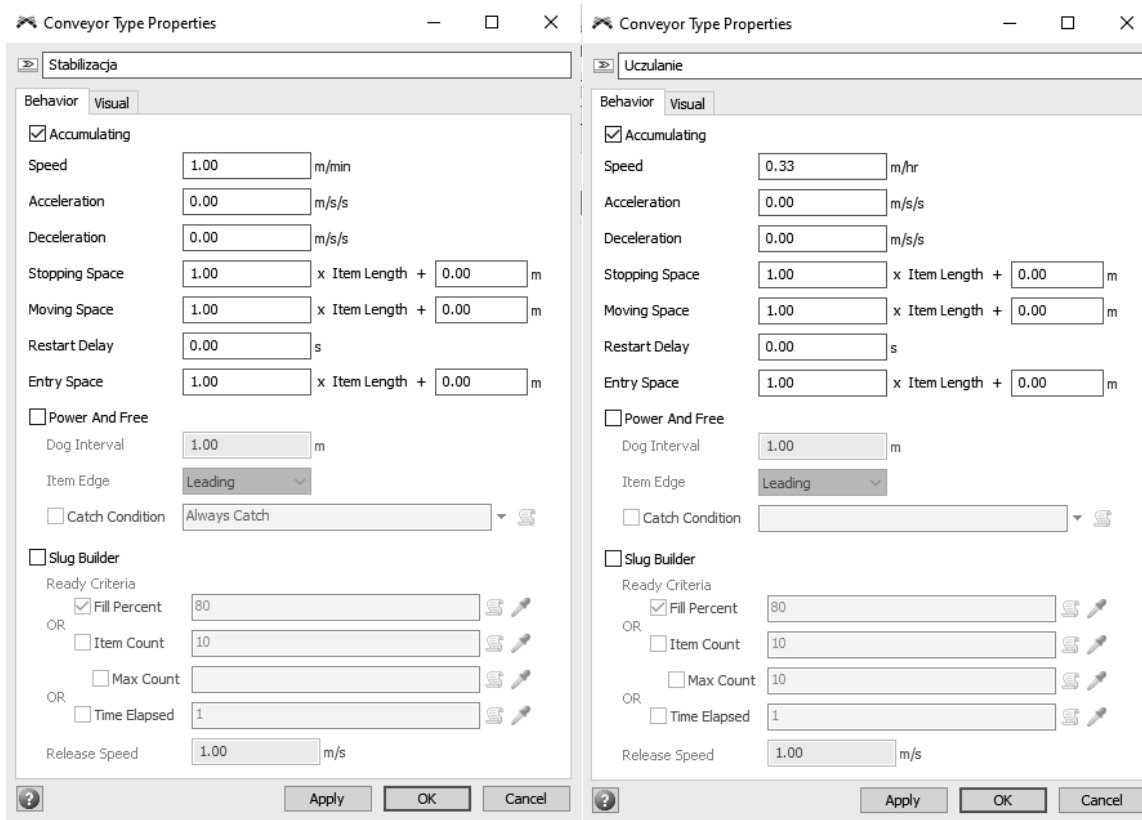 Conveyor Type Properties
Stabilizacja
Behavior Visual
Accumulating
Speed 1.00 m/min
Acceleration 0.00 m/s/s
Deceleration 0.00 m/s/s
Stopping Space 1.00 x Item Length + 0.00 m
Moving Space 1.00 x Item Length + 0.00 m
Restart Delay 0.00 s
Entry Space 1.00 x Item Length + 0.00 m
Power And Free
Dog Interval 1.00 m
Item Edge Leading
Catch Condition Always Catch
Slug Builder
Ready Criteria
Fill Percent 80
OR
Item Count 10
Max Count
OR
Time Elapsed 1
Release Speed 1.00 m/s
? Apply OK Cancel
Conveyor Type Properties
Uczulanie
Behavior Visual
Accumulating
Speed 0.33 m/hr
Acceleration 0.00 m/s/s
Deceleration 0.00 m/s/s
Stopping Space 1.00 x Item Length + 0.00 m
Moving Space 1.00 x Item Length + 0.00 m
Restart Delay 0.00 s
Entry Space 1.00 x Item Length + 0.00 m
Power And Free
Dog Interval 1.00 m
Item Edge Leading
Catch Condition
Slug Builder
Ready Criteria
Fill Percent 80
OR
Item Count 10
Max Count 10
OR
Time Elapsed 1
Release Speed 1.00 m/s
? Apply OK Cancel